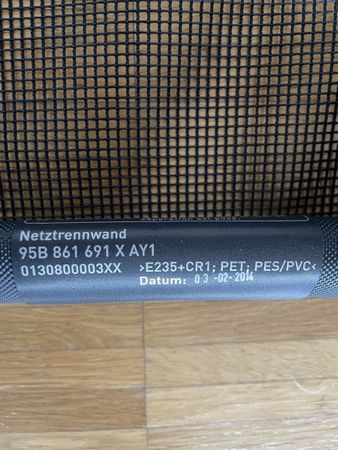 Netztrennwand
95B 861 691 X AY1
0130800003XX >E235+CR1; PET; PES/PVC<
Datum: 03-02-2014